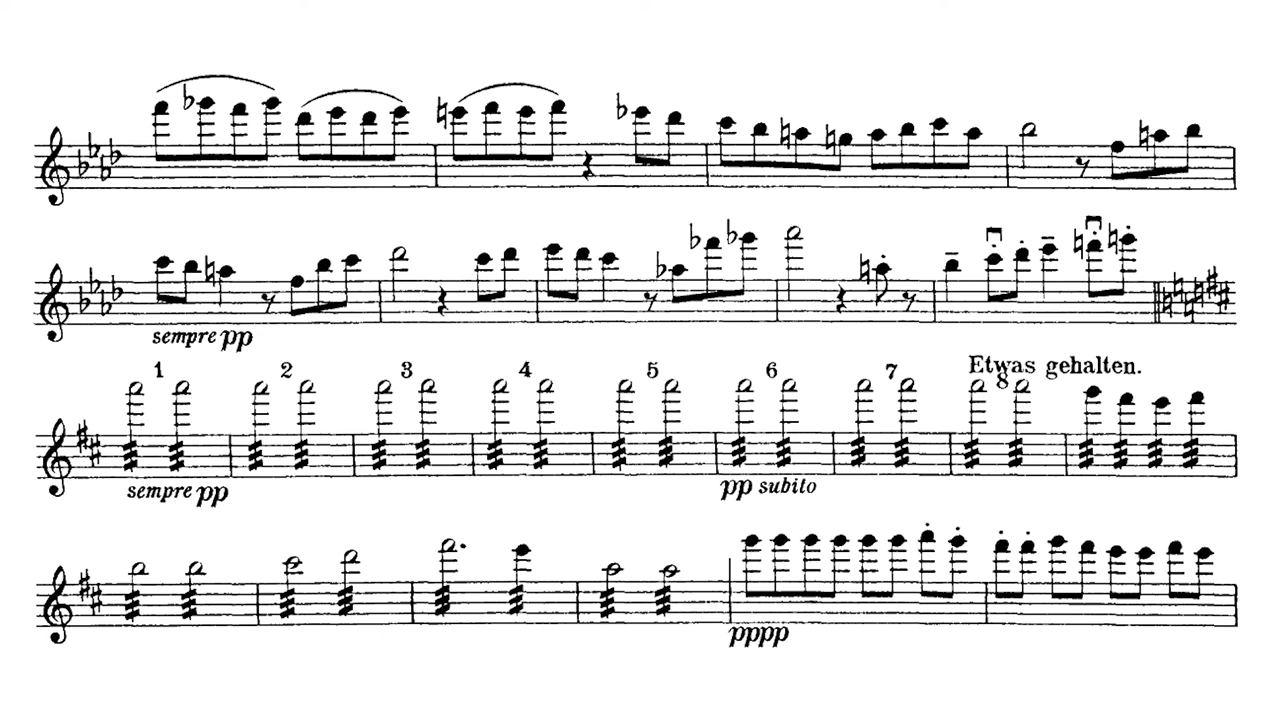 sempre pp
Etwas gehalten.
1 2 3 4 5 6 7 8
sempre pp pp subito
pppp